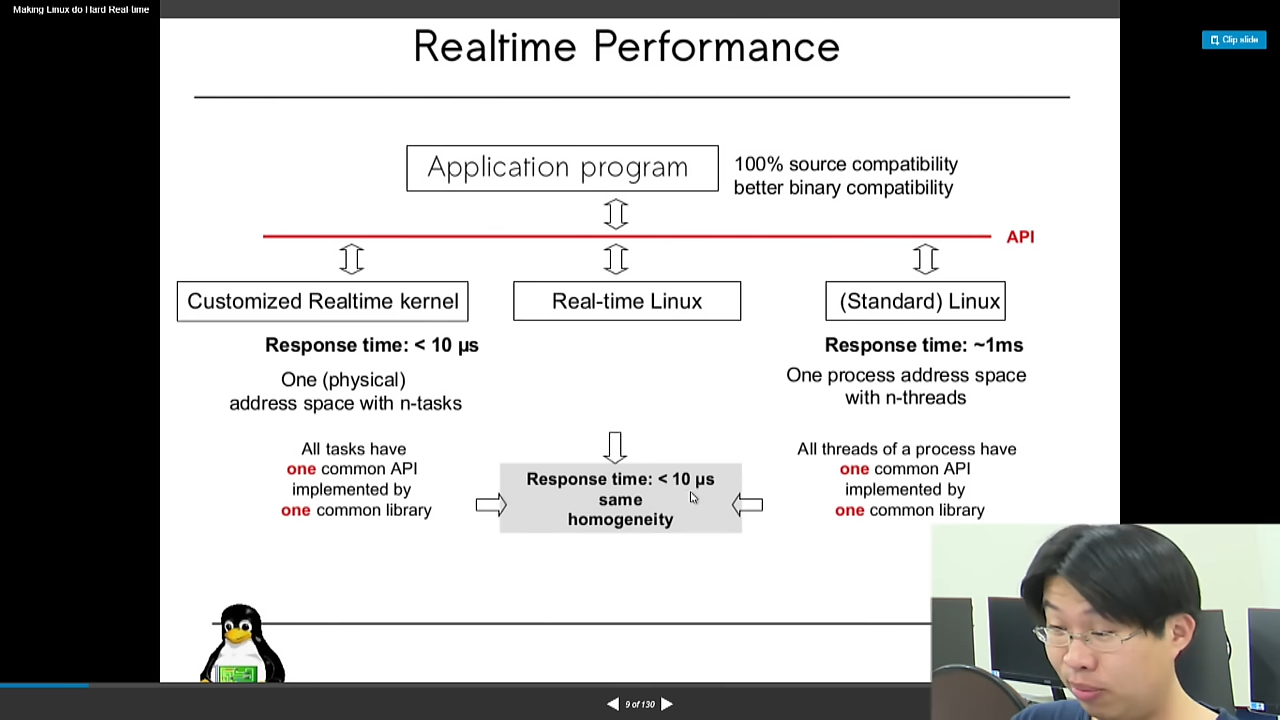 Making Linux do Hard Real-time
Clip slide
Realtime Performance
Application program
100% source compatibility
better binary compatibility
API
Customized Realtime kernel
Real-time Linux
(Standard) Linux
Response time: < 10 µs
One (physical)
address space with n-tasks
Response time: ~1ms
One process address space
with n-threads
All tasks have
one common API
implemented by
one common library
Response time: < 10 µs
same
homogeneity
All threads of a process have
one common API
implemented by
one common library
9 of 130